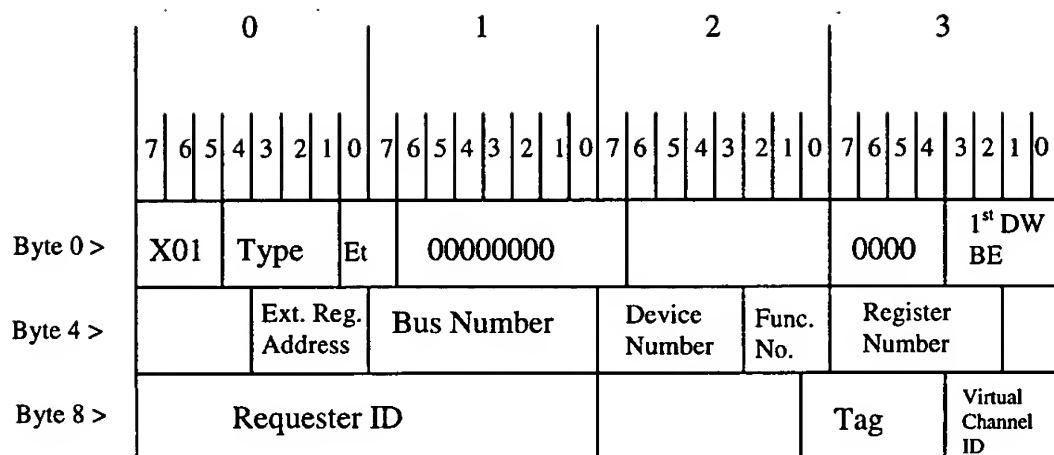 0 1 2 3
7 6 5 4 3 2 1 0 7 6 5 4 3 2 1 0 7 6 5 4 3 2 1 0 7 6 5 4 3 2 1 0
Byte 0 > X01 Type Et 00000000 0000 1st DW
BE
Byte 4 > Ext. Reg.
Address Bus Number Device
Number Func.
No. Register
Number
Byte 8 > Requester ID Tag Virtual
Channel
ID